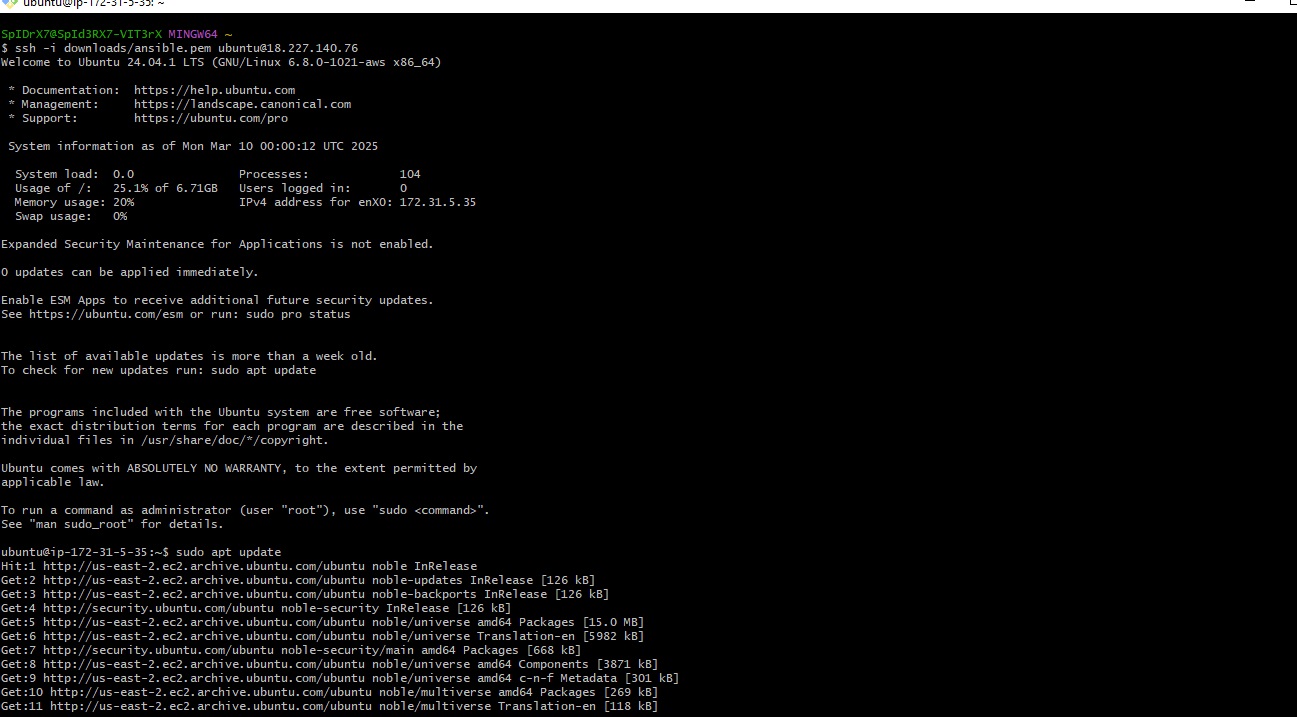 ubuntu@ip-172-31-5-35: ~
SpIDrX7@SpId3RX7-VIT3rX MINGW64 ~
$ ssh -i downloads/ansible.pem ubuntu@18.227.140.76
Welcome to Ubuntu 24.04.1 LTS (GNU/Linux 6.8.0-1021-aws x86_64)
* Documentation:  https://help.ubuntu.com
* Management:     https://landscape.canonical.com
* Support:        https://ubuntu.com/pro
System information as of Mon Mar 10 00:00:12 UTC 2025
System load:  0.0               Processes:             104
Usage of /:   25.1% of 6.71GB   Users logged in:       0
Memory usage: 20%               IPv4 address for enX0: 172.31.5.35
Swap usage:   0%
Expanded Security Maintenance for Applications is not enabled.
0 updates can be applied immediately.
Enable ESM Apps to receive additional future security updates.
See https://ubuntu.com/esm or run: sudo pro status
The list of available updates is more than a week old.
To check for new updates run: sudo apt update
The programs included with the Ubuntu system are free software;
the exact distribution terms for each program are described in the
individual files in /usr/share/doc/*/copyright.
Ubuntu comes with ABSOLUTELY NO WARRANTY, to the extent permitted by
applicable law.
To run a command as administrator (user "root"), use "sudo <command>".
See "man sudo_root" for details.
ubuntu@ip-172-31-5-35:~$ sudo apt update
Hit:1 http://us-east-2.ec2.archive.ubuntu.com/ubuntu noble InRelease
Get:2 http://us-east-2.ec2.archive.ubuntu.com/ubuntu noble-updates InRelease [126 kB]
Get:3 http://us-east-2.ec2.archive.ubuntu.com/ubuntu noble-backports InRelease [126 kB]
Get:4 http://security.ubuntu.com/ubuntu noble-security InRelease [126 kB]
Get:5 http://us-east-2.ec2.archive.ubuntu.com/ubuntu noble/universe amd64 Packages [15.0 MB]
Get:6 http://us-east-2.ec2.archive.ubuntu.com/ubuntu noble/universe Translation-en [5982 kB]
Get:7 http://security.ubuntu.com/ubuntu noble-security/main amd64 Packages [668 kB]
Get:8 http://us-east-2.ec2.archive.ubuntu.com/ubuntu noble/universe amd64 Components [3871 kB]
Get:9 http://us-east-2.ec2.archive.ubuntu.com/ubuntu noble/universe amd64 c-n-f Metadata [301 kB]
Get:10 http://us-east-2.ec2.archive.ubuntu.com/ubuntu noble/multiverse amd64 Packages [269 kB]
Get:11 http://us-east-2.ec2.archive.ubuntu.com/ubuntu noble/multiverse Translation-en [118 kB]